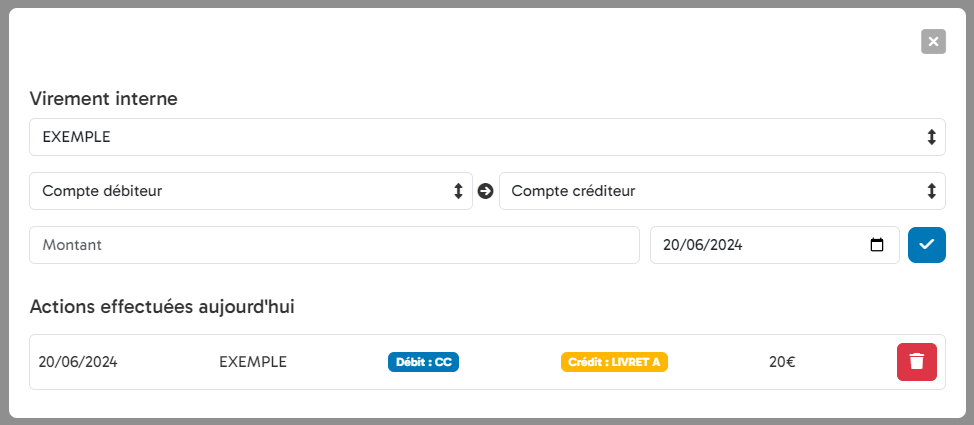 Virement interne
EXEMPLE
Compte débiteur Compte créditeur
Montant 20/06/2024
Actions effectuées aujourd'hui
20/06/2024 EXEMPLE Débit : CC Crédit : LIVRET A 20€